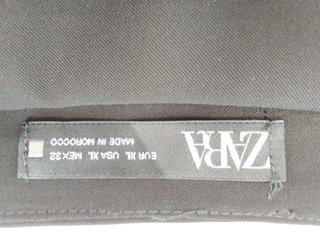 ZARA
EUR XL USA XL MEX 32
MADE IN MOROCCO